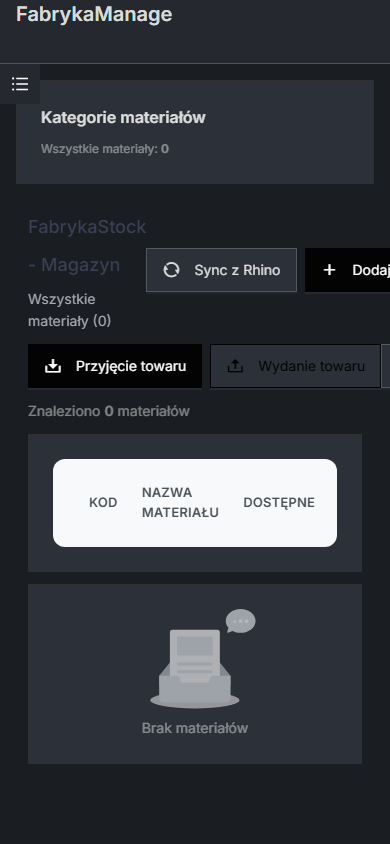 FabrykaManage
Kategorie materiałów
Wszystkie materiały: 0
FabrykaStock
- Magazyn
Sync z Rhino
Dodaj
Wszystkie
materiały (0)
Przyjęcie towaru
Wydanie towaru
Znaleziono 0 materiałów
KOD
NAZWA
MATERIAŁU
DOSTĘPNE
Brak materiałów